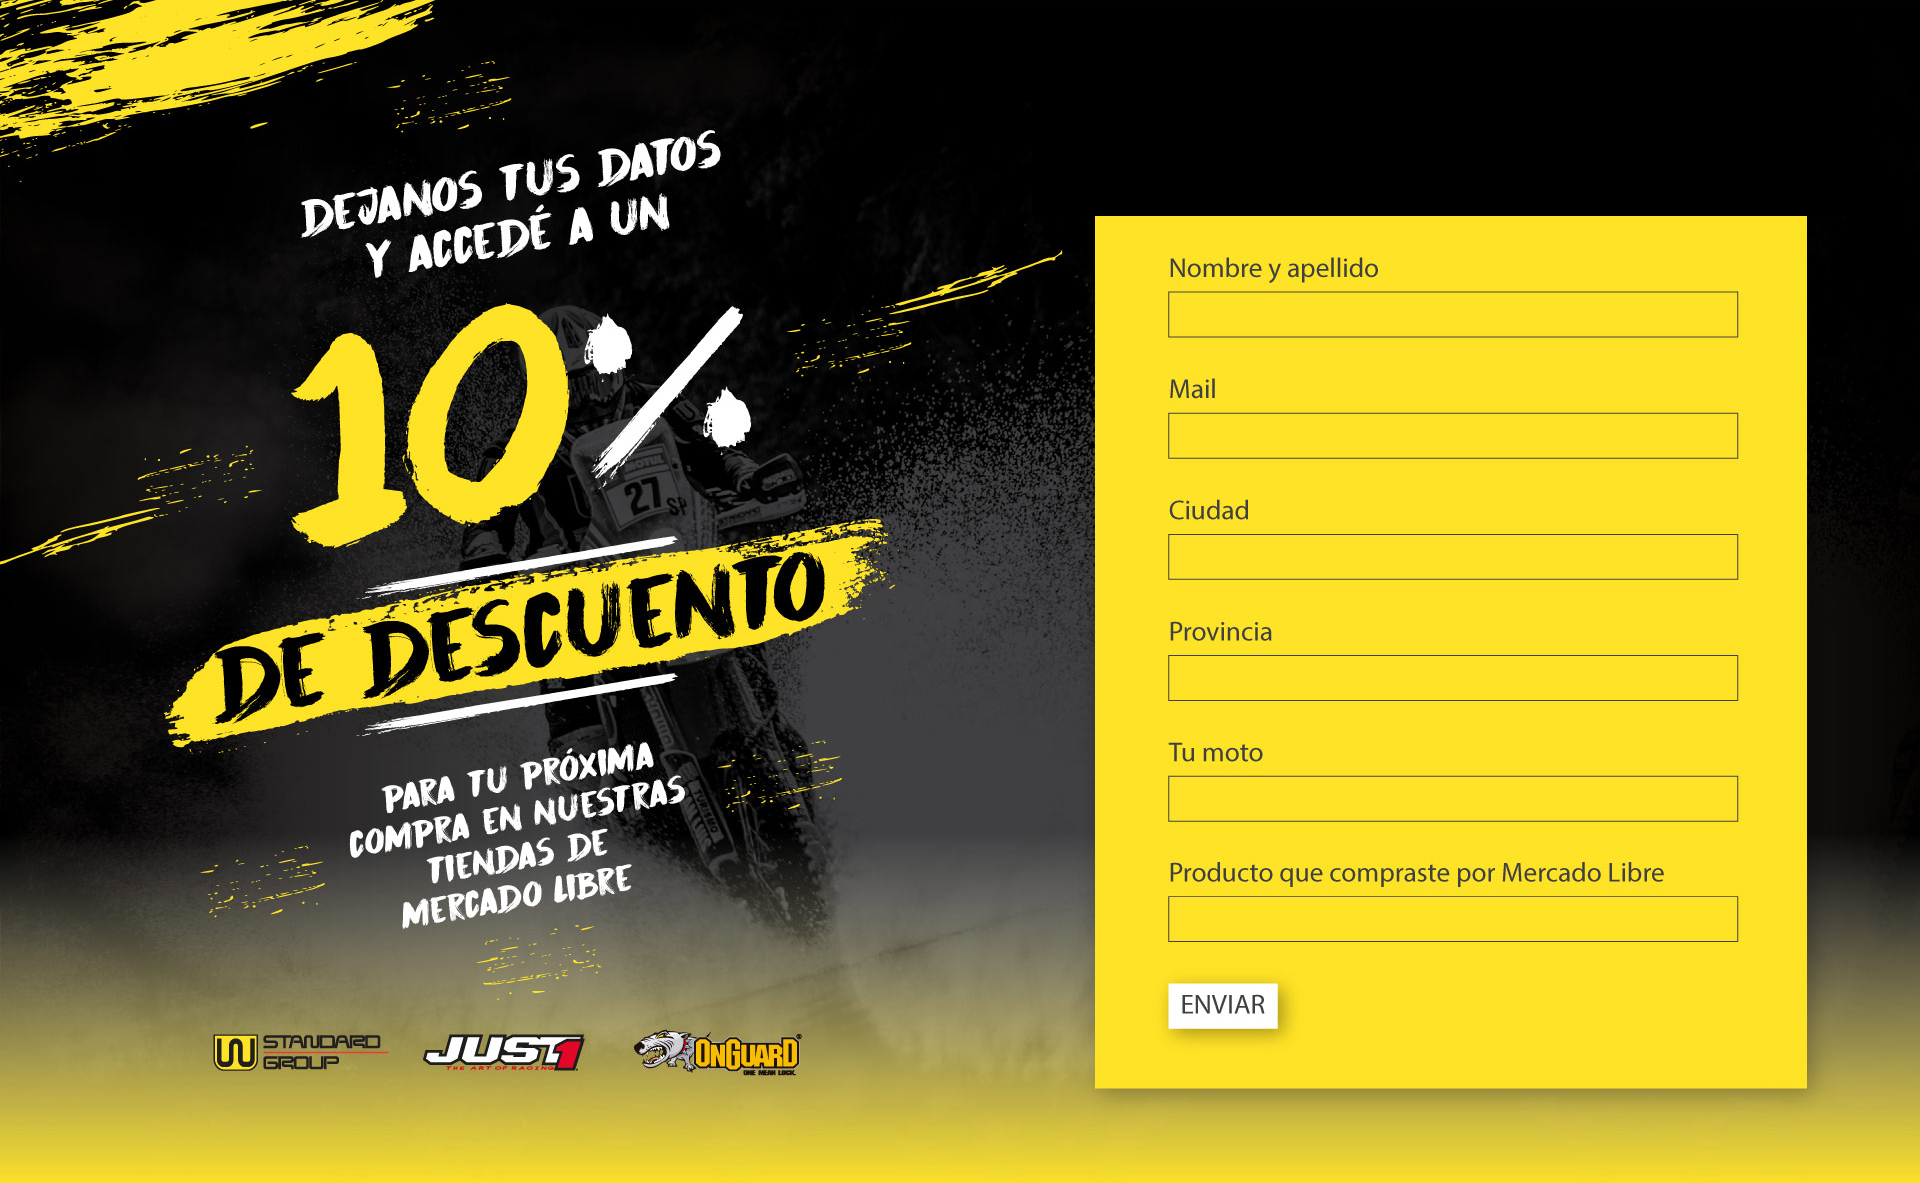 DEJANOS TUS DATOS
Y ACCEDÉ A UN
10%
DE DESCUENTO
PARA TU PRÓXIMA
COMPRA EN NUESTRAS
TIENDAS DE
MERCADO LIBRE
MOTUL
27
SP
STANDARD
GROUP
JUST1
THE ART OF RACING
ONGUARD®
ONE MEAN LOCK.
Nombre y apellido
Mail
Ciudad
Provincia
Tu moto
Producto que compraste por Mercado Libre
ENVIAR